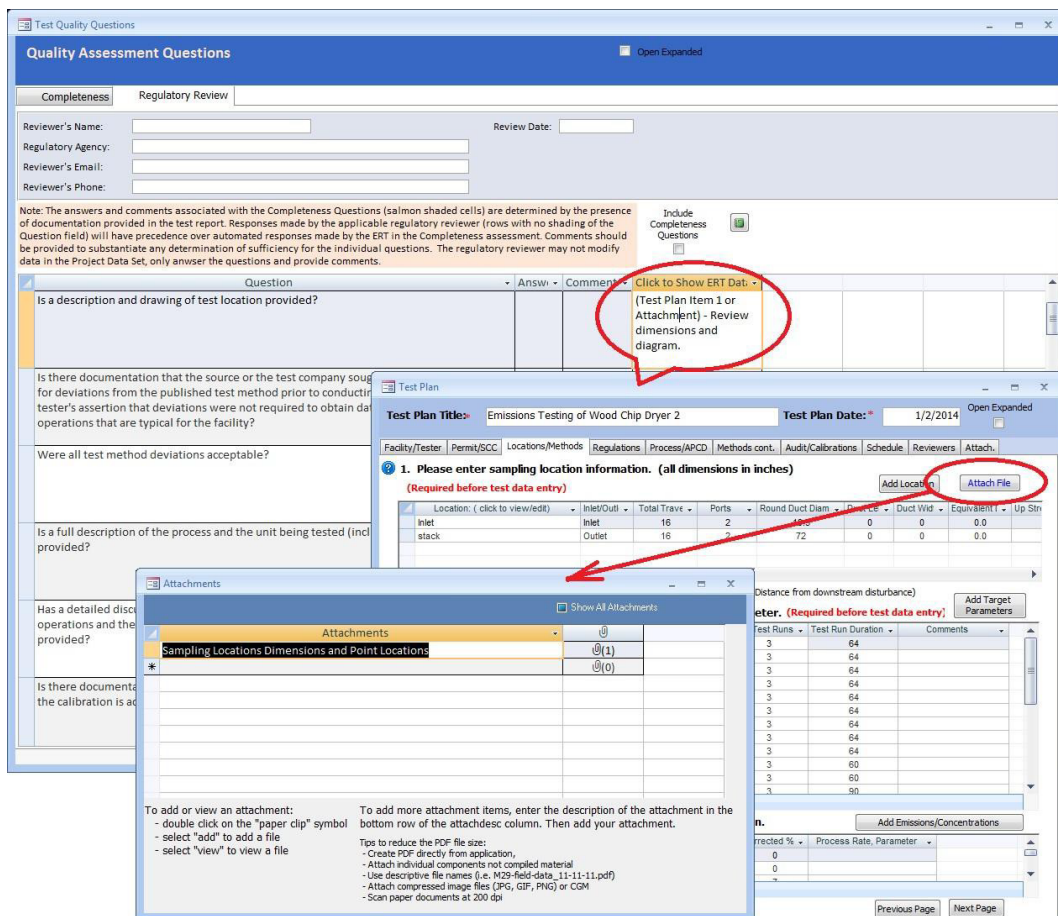 Test Quality Questions
Quality Assessment Questions
Open Expanded
Completeness
Regulatory Review
Reviewer's Name:
Review Date:
Regulatory Agency:
Reviewer's Email:
Reviewer's Phone:
Note: The answers and comments associated with the Completeness Questions (salmon shaded cells) are determined by the presence
of documentation provided in the test report. Responses made by the applicable regulatory reviewer (rows with no shading of the
Question field) will have precedence over automated responses made by the ERT in the Completeness assessment. Comments should
be provided to substantiate any determination of sufficiency for the individual questions. The regulatory reviewer may not modify
data in the Project Data Set, only anwser the questions and provide comments.
Include
Completeness
Questions
Question Answ Comment Click to Show ERT Dat
Is a description and drawing of test location provided?
(Test Plan Item 1 or
Attachment) - Review
dimensions and
diagram.
Is there documentation that the source or the test company soug
for deviations from the published test method prior to conductin
tester's assertion that deviations were not required to obtain dat
operations that are typical for the facility?
Were all test method deviations acceptable?
Is a full description of the process and the unit being tested (incl
provided?
Has a detailed discu
operations and the
provided?
Is there documenta
the calibration is ac
Test Plan
Test Plan Title:* Emissions Testing of Wood Chip Dryer 2 Test Plan Date:* 1/2/2014 Open Expanded
Facility/Tester Permit/SCC Locations/Methods Regulations Process/APCD Methods cont. Audit/Calibrations Schedule Reviewers Attach.
1. Please enter sampling location information. (all dimensions in inches)
(Required before test data entry)
Add Location
Attach File
Location: ( click to view/edit) Inlet/Outl Total Trave Ports Round Duct Diam Duct Wid Equivalent Up Stre
Inlet Inlet 16 2 0 0 0.0
stack Outlet 16 2 72 0 0 0.0
Distance from downstream disturbance)
eter. (Required before test data entry)
Add Target
Parameters
Test Runs Test Run Duration Comments
3 64
3 64
3 64
3 64
3 64
3 64
3 64
3 64
3 64
3 60
3 60
3 90
n.
Add Emissions/Concentrations
rrected % Process Rate, Parameter
0
0
Previous Page Next Page
Attachments
Show All Attachments
Attachments
Sampling Locations Dimensions and Point Locations (1)
* (0)
To add or view an attachment:
- double click on the "paper clip" symbol
- select "add" to add a file
- select "view" to view a file
To add more attachment items, enter the description of the attachment in the
bottom row of the attachdesc column. Then add your attachment.
Tips to reduce the PDF file size:
- Create PDF directly from application,
- Attach individual components not compiled material
- Use descriptive file names (i.e. M29-field-data_11-11-11.pdf)
- Attach compressed image files (JPG, GIF, PNG) or CGM
- Scan paper documents at 200 dpi